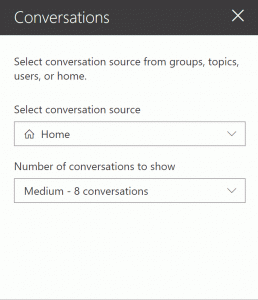 Conversations
Select conversation source from groups, topics,
users, or home.
Select conversation source
Home
Number of conversations to show
Medium - 8 conversations